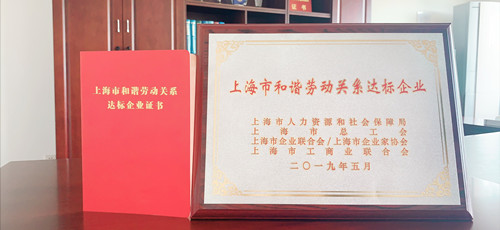 上海市和谐劳动关系
达标企业证书
上海市和谐劳动关系达标企业
上海市人力资源和社会保障局
上海市总工会
上海市企业联合会/上海市企业家协会
上海市工商业联合会
二〇一九年五月
证书